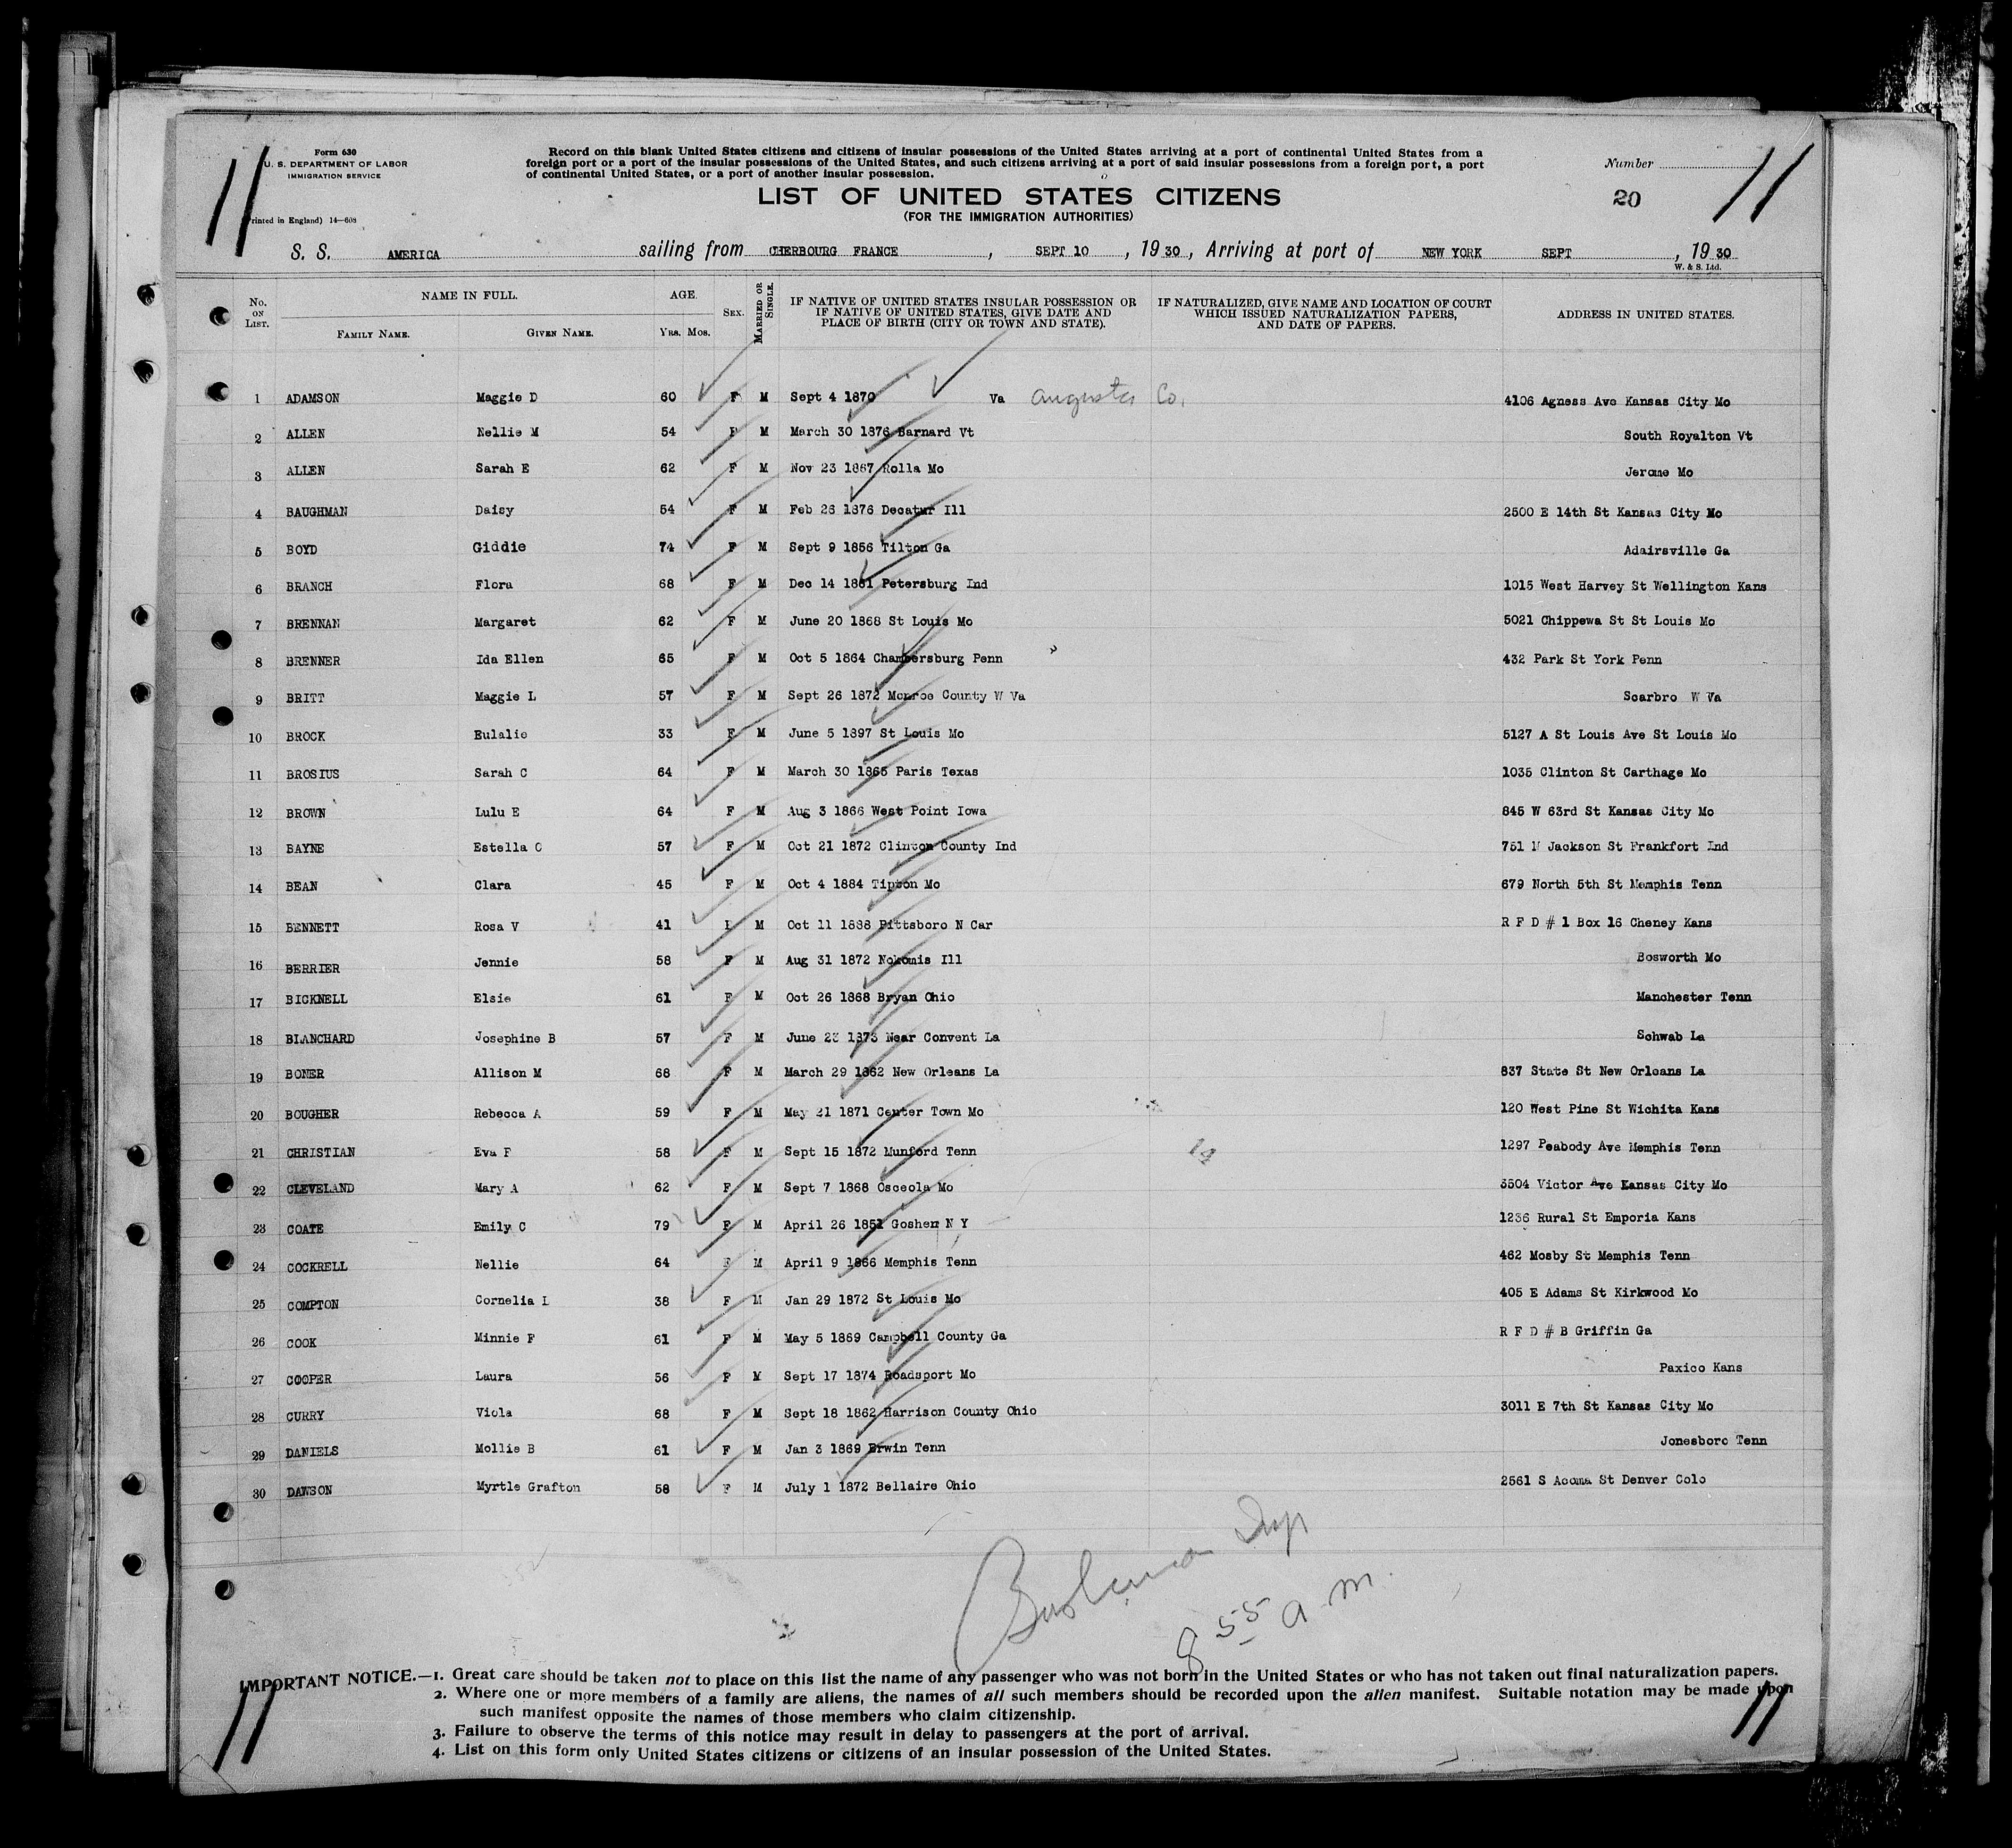 Form 630
U. S. DEPARTMENT OF LABOR
IMMIGRATION SERVICE
Record on this blank United States citizens and citizens of insular possessions of the United States arriving at a port of continental United States from a
foreign port or a port of the insular possessions of the United States, and such citizens arriving at a port of said insular possessions from a foreign port, a port
of continental United States, or a port of another insular possession.
Number
20
11
11
LIST OF UNITED STATES CITIZENS
(FOR THE IMMIGRATION AUTHORITIES)
rinted in England) 14—608
S. S. AMERICA sailing from CHERBOURG FRANCE, SEPT 10, 1930, Arriving at port of NEW YORK SEPT, 1930
W. & S. Ltd.
No. ON LIST. NAME IN FULL. FAMILY NAME. GIVEN NAME. AGE. YRS. MOS. SEX. MARRIED OR SINGLE. IF NATIVE OF UNITED STATES INSULAR POSSESSION OR IF NATIVE OF UNITED STATES, GIVE DATE AND PLACE OF BIRTH (CITY OR TOWN AND STATE). IF NATURALIZED, GIVE NAME AND LOCATION OF COURT WHICH ISSUED NATURALIZATION PAPERS, AND DATE OF PAPERS. ADDRESS IN UNITED STATES.
1 ADAMSON Maggie D 60 F M Sept 4 1870 Va Augusta Co. 4106 Agness Ave Kansas City Mo
2 ALLEN Nellie M 54 F M March 30 1876 Barnard Vt South Royalton Vt
3 ALLEN Sarah E 62 F M Nov 23 1867 Rolla Mo Jerome Mo
4 BAUGHMAN Daisy 54 F M Feb 26 1876 Decatur Ill 2500 E 14th St Kansas City Mo
5 BOYD Giddie 74 F M Sept 9 1856 Tilton Ga Adairsville Ga
6 BRANCH Flora 68 F M Dec 14 1861 Petersburg Ind 1015 West Harvey St Wellington Kans
7 BRENNAN Margaret 62 F M June 20 1868 St Louis Mo 5021 Chippewa St St Louis Mo
8 BRENNER Ida Ellen 65 F M Oct 5 1864 Chambersburg Penn 432 Park St York Penn
9 BRITT Maggie L 57 F M Sept 26 1872 Monroe County W Va Scarbro W Va
10 BROCK Eulalie 33 F M June 5 1897 St Louis Mo 5127 A St Louis Ave St Louis Mo
11 BROSIUS Sarah C 64 F M March 30 1865 Paris Texas 1035 Clinton St Carthage Mo
12 BROWN Lulu E 64 F M Aug 3 1866 West Point Iowa 845 W 63rd St Kansas City Mo
13 BAYNE Estella C 57 F M Oct 21 1872 Clinton County Ind 751 N Jackson St Frankfort Ind
14 BEAN Clara 45 F M Oct 4 1884 Tipton Mo 679 North 5th St Memphis Tenn
15 BENNETT Rosa V 41 F M Oct 11 1888 Pittsboro N Car R F D # 1 Box 16 Cheney Kans
16 BERRIER Jennie 58 F M Aug 31 1872 Nokomis Ill Bosworth Mo
17 BICKNELL Elsie 61 F M Oct 26 1868 Bryan Ohio Manchester Tenn
18 BLANCHARD Josephine B 57 F M June 23 1873 Near Convent La Schwab La
19 BONER Allison M 68 F M March 29 1862 New Orleans La 837 State St New Orleans La
20 BOUGHER Rebecca A 59 F M May 21 1871 Center Town Mo 120 West Pine St Wichita Kans
21 CHRISTIAN Eva F 58 F M Sept 15 1872 Munford Tenn 14 1297 Peabody Ave Memphis Tenn
22 CLEVELAND Mary A 62 F M Sept 7 1868 Osceola Mo 3504 Victor Ave Kansas City Mo
23 COATE Emily C 79 F M April 26 1851 Goshen N Y 1236 Rural St Emporia Kans
24 COCKRELL Nellie 64 F M April 9 1866 Memphis Tenn 462 Mosby St Memphis Tenn
25 COMPTON Cornelia L 38 F M Jan 29 1872 St Louis Mo 405 E Adams St Kirkwood Mo
26 COOK Minnie F 61 F M May 5 1869 Campbell County Ga R F D # B Griffin Ga
27 COOPER Laura 56 F M Sept 17 1874 Roadsport Mo Paxico Kans
28 CURRY Viola 68 F M Sept 18 1862 Harrison County Ohio 3011 E 7th St Kansas City Mo
29 DANIELS Mollie B 61 F M Jan 3 1869 Erwin Tenn Jonesboro Tenn
30 DAWSON Myrtle Grafton 58 F M July 1 1872 Bellaire Ohio 2561 S Acoma St Denver Colo
Insp
8 55 a m.
IMPORTANT NOTICE.—1. Great care should be taken not to place on this list the name of any passenger who was not born in the United States or who has not taken out final naturalization papers.
2. Where one or more members of a family are aliens, the names of all such members should be recorded upon the alien manifest. Suitable notation may be made upon
such manifest opposite the names of those members who claim citizenship.
3. Failure to observe the terms of this notice may result in delay to passengers at the port of arrival.
4. List on this form only United States citizens or citizens of an insular possession of the United States.
11
11